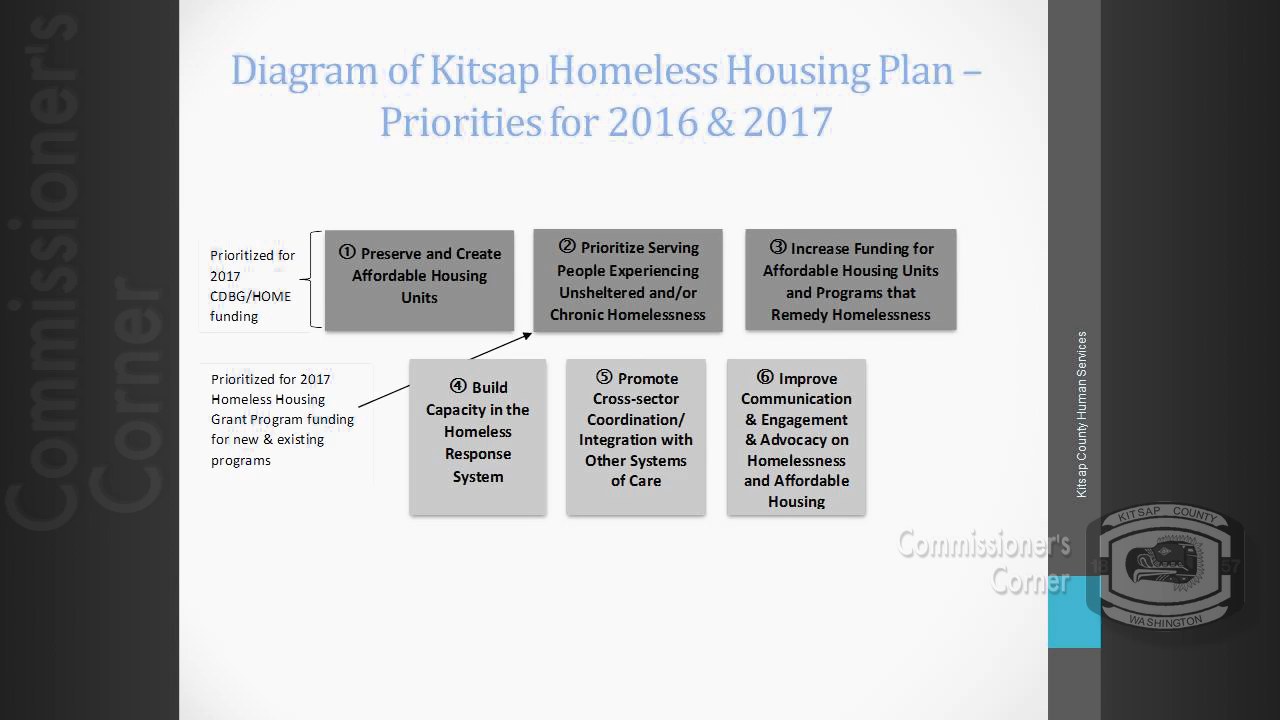 Commissioner's
Corner
Diagram of Kitsap Homeless Housing Plan –
Priorities for 2016 & 2017
Prioritized for
2017
CDBG/HOME
funding
① Preserve and Create
Affordable Housing
Units
② Prioritize Serving
People Experiencing
Unsheltered and/or
Chronic Homelessness
③ Increase Funding for
Affordable Housing Units
and Programs that
Remedy Homelessness
Prioritized for 2017
Homeless Housing
Grant Program funding
for new & existing
programs
④ Build
Capacity in the
Homeless
Response
System
⑤ Promote
Cross-sector
Coordination/
Integration with
Other Systems
of Care
⑥ Improve
Communication
& Engagement
& Advocacy on
Homelessness
and Affordable
Housing
Kitsap County Human Services
Commissioner's
Corner
KITSAP COUNTY
18 57
WASHINGTON